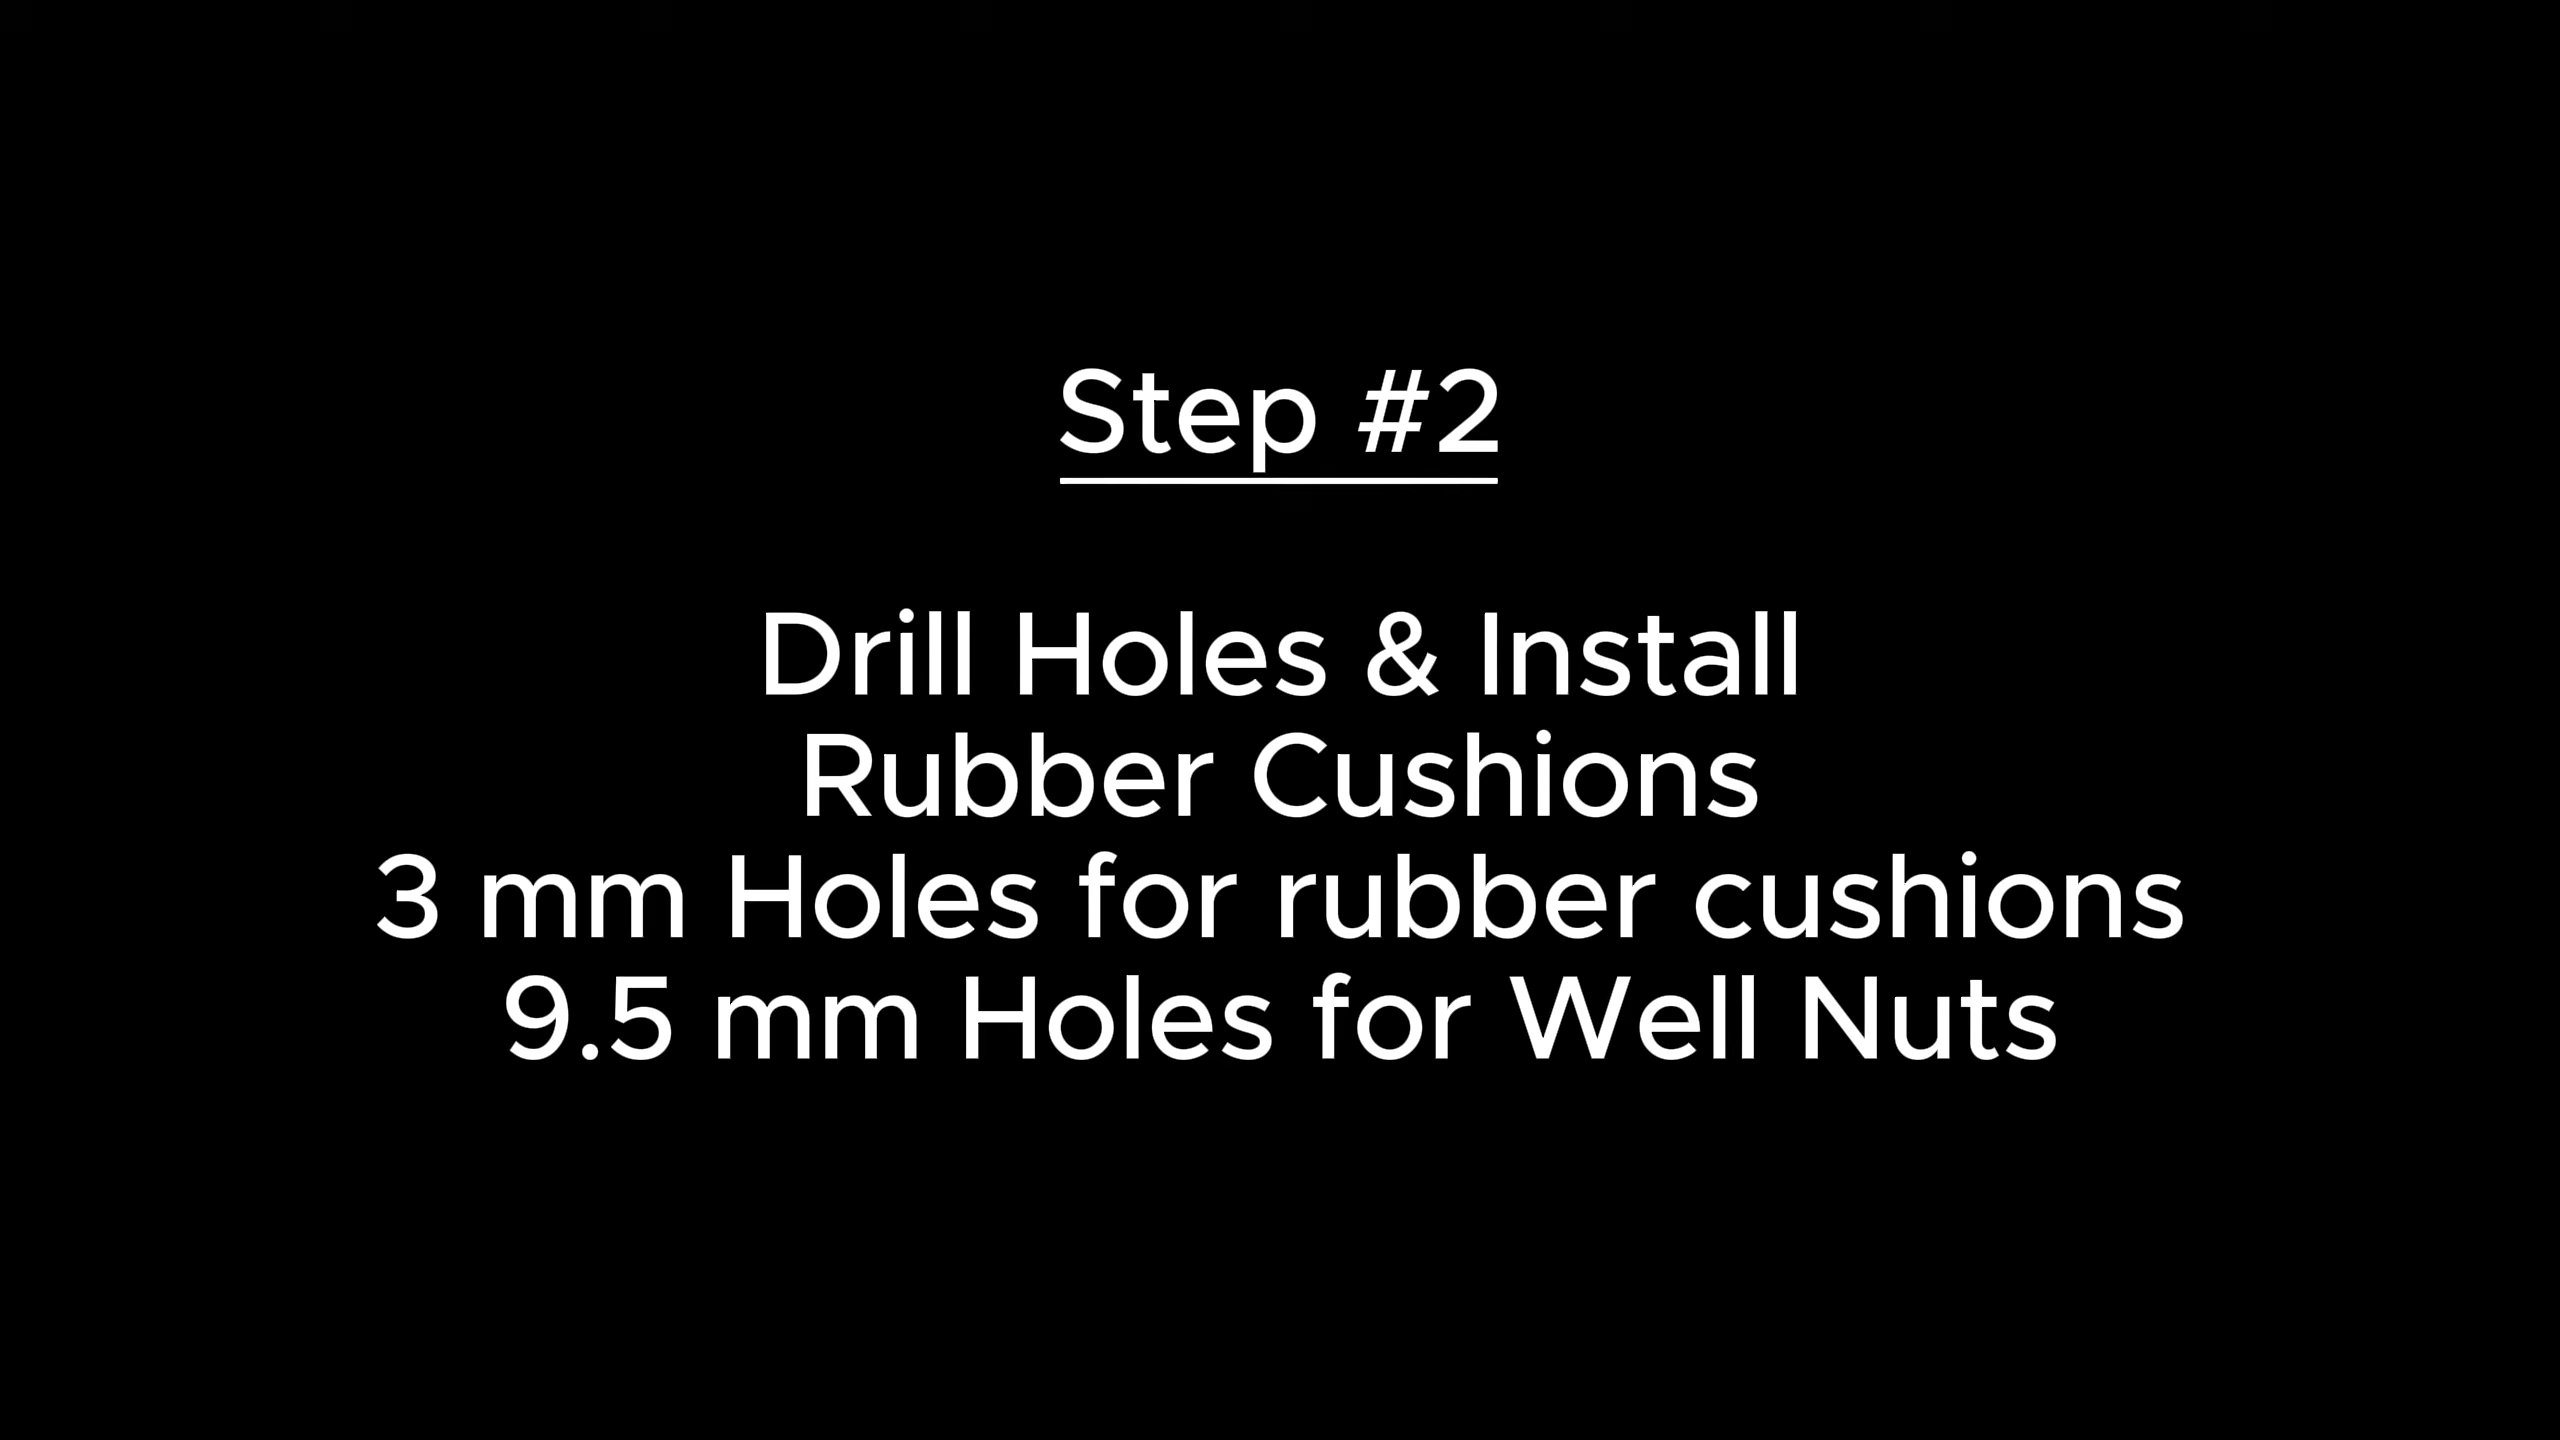 Step #2
Drill Holes & Install
Rubber Cushions
3 mm Holes for rubber cushions
9.5 mm Holes for Well Nuts